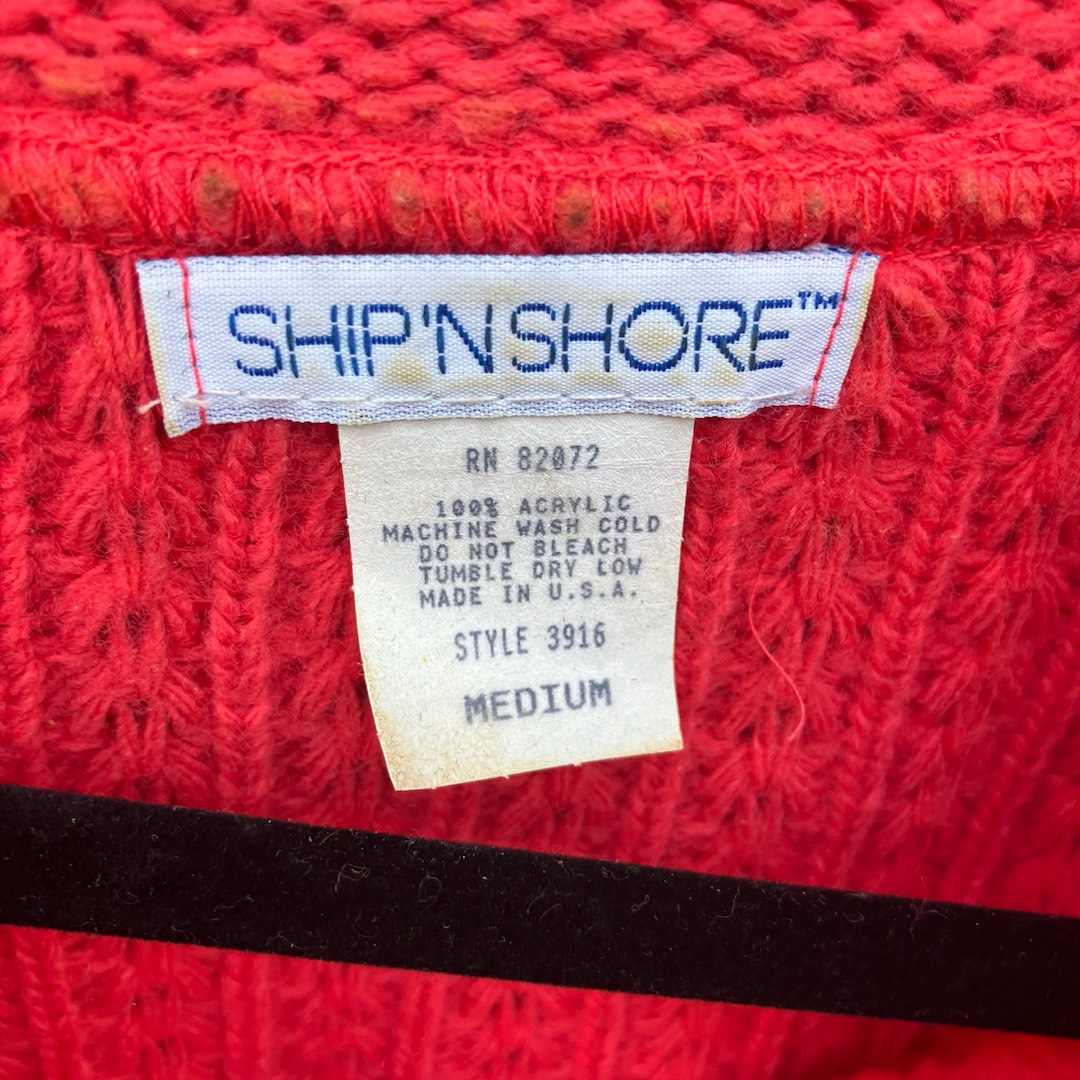 SHIP'N SHORE™
RN 82072
100% ACRYLIC
MACHINE WASH COLD
DO NOT BLEACH
TUMBLE DRY LOW
MADE IN U.S.A.
STYLE 3916
MEDIUM